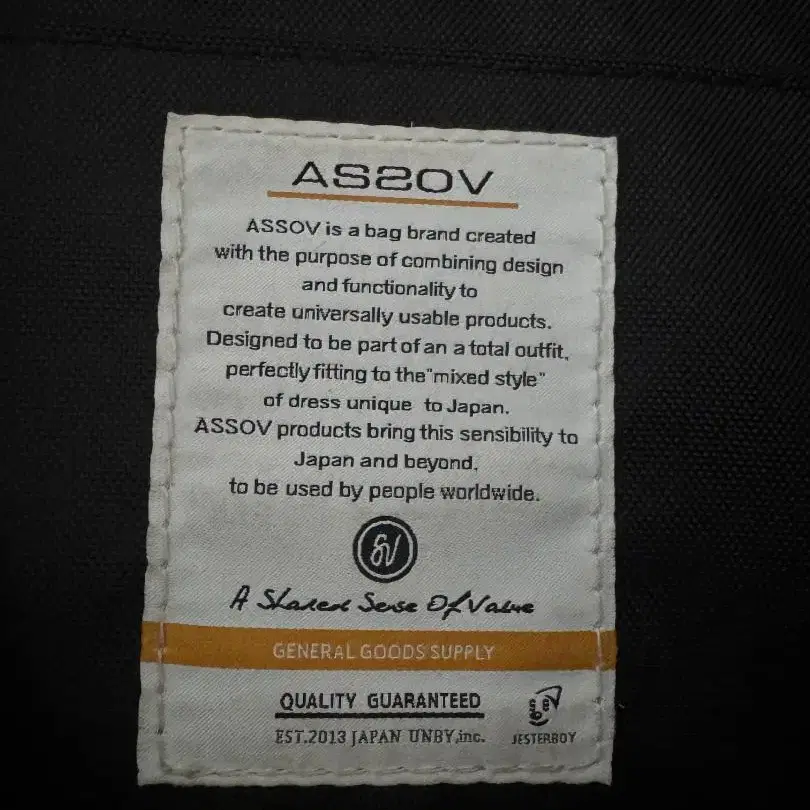 ASSOV
ASSOV is a bag brand created
with the purpose of combining design
and functionality to
create universally usable products.
Designed to be part of an a total outfit,
perfectly fitting to the "mixed style"
of dress unique to Japan.
ASSOV products bring this sensibility to
Japan and beyond,
to be used by people worldwide.
SV
A Shared Sense Of Value
GENERAL GOODS SUPPLY
QUALITY GUARANTEED
EST.2013 JAPAN UNBY,inc.
JESTERBOY